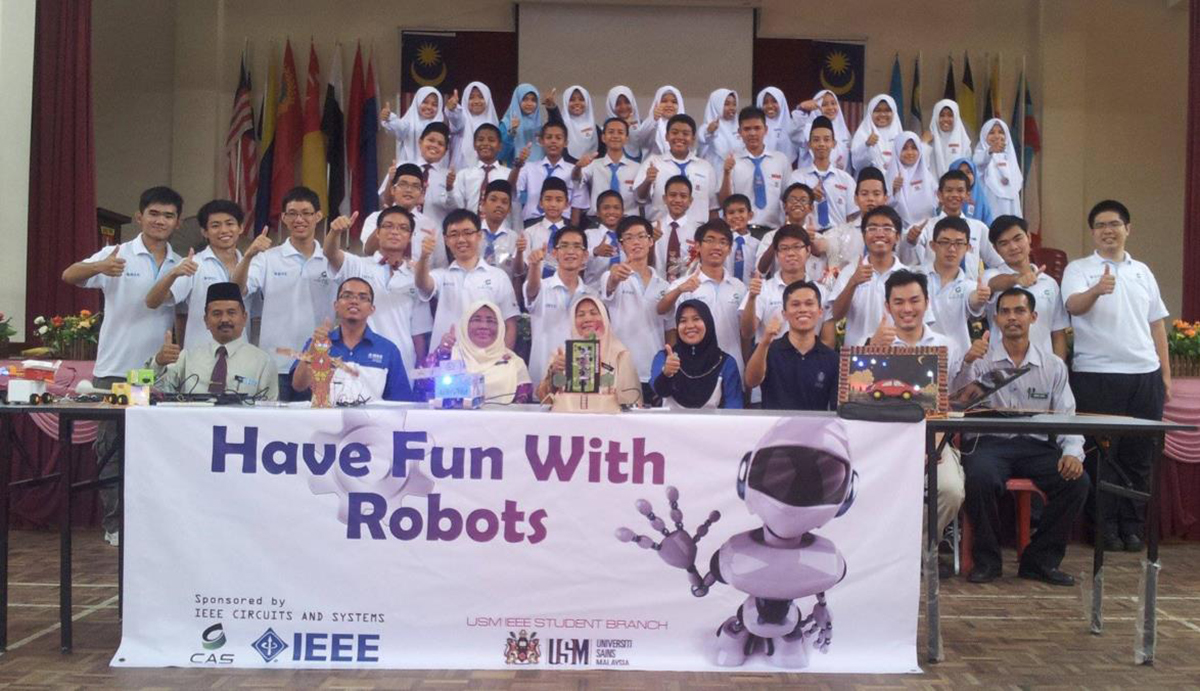 Have Fun With
Robots
Sponsored by
IEEE CIRCUITS AND SYSTEMS
CAS
IEEE
USM IEEE STUDENT BRANCH
USM
UNIVERSITI
SAINS
MALAYSIA